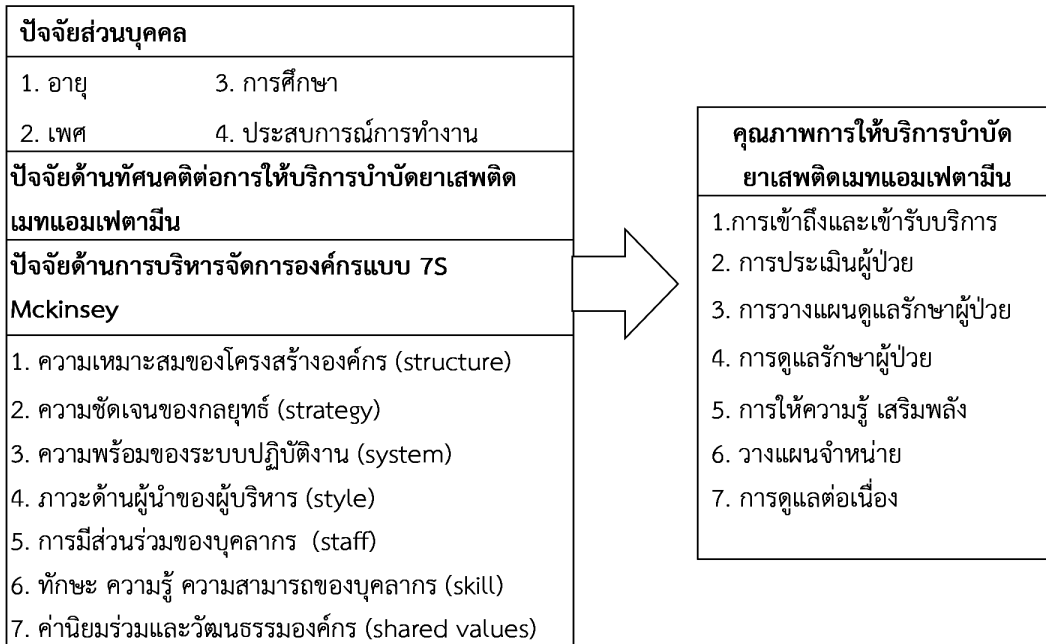 ปัจจัยส่วนบุคคล
1. อายุ 3. การศึกษา
2. เพศ 4. ประสบการณ์การทำงาน
ปัจจัยด้านทัศนคติต่อการให้บริการบำบัดยาเสพติด
เมทแอมเฟตามีน
ปัจจัยด้านการบริหารจัดการองค์กรแบบ 7S
Mckinsey
1. ความเหมาะสมของโครงสร้างองค์กร (structure)
2. ความชัดเจนของกลยุทธ์ (strategy)
3. ความพร้อมของระบบปฏิบัติงาน (system)
4. ภาวะด้านผู้นำของผู้บริหาร (style)
5. การมีส่วนร่วมของบุคลากร (staff)
6. ทักษะ ความรู้ ความสามารถของบุคลากร (skill)
7. ค่านิยมร่วมและวัฒนธรรมองค์กร (shared values)
คุณภาพการให้บริการบำบัด
ยาเสพติดเมทแอมเฟตามีน
1.การเข้าถึงและเข้ารับบริการ
2. การประเมินผู้ป่วย
3. การวางแผนดูแลรักษาผู้ป่วย
4. การดูแลรักษาผู้ป่วย
5. การให้ความรู้ เสริมพลัง
6. วางแผนจำหน่าย
7. การดูแลต่อเนื่อง